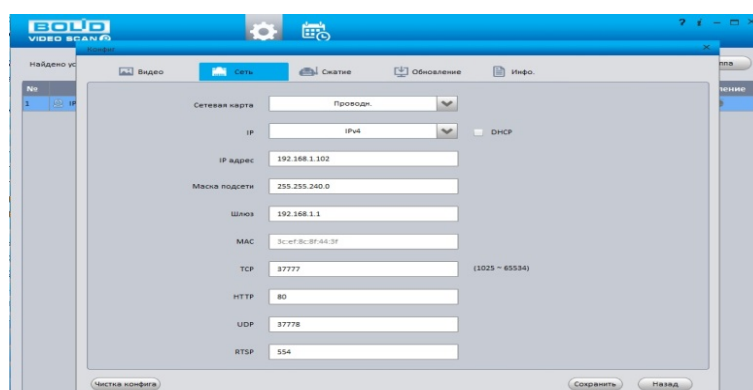 BOLID
VIDEO SCAN
? i
Конфиг
Найдено ус
ппа
Видео
Сеть
Сжатие
Обновление
Инфо.
No
ление
1 IP
Сетевая карта Проводн.
IP IPv4 DHCP
IP адрес 192.168.1.102
Маска подсети 255.255.240.0
Шлюз 192.168.1.1
MAC 3c:ef:8c:8f:44:3f
TCP 37777 (1025 ~ 65534)
HTTP 80
UDP 37778
RTSP 554
Чистка конфига Сохранить Назад